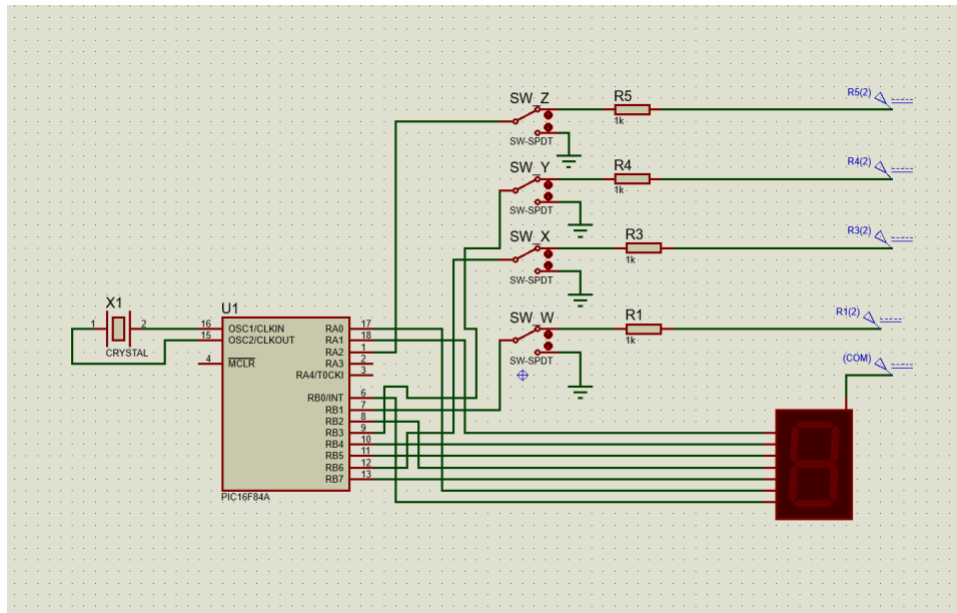 SW_Z
SW-SPDT
R5
1k
R5(2)
SW_Y
SW-SPDT
R4
1k
R4(2)
SW_X
SW-SPDT
R3
1k
R3(2)
SW_W
SW-SPDT
R1
1k
R1(2)
(COM)
X1
1
2
CRYSTAL
U1
16
OSC1/CLKIN
15
OSC2/CLKOUT
4
MCLR
RA0
17
RA1
18
RA2
1
RA3
2
RA4/T0CKI
3
RB0/INT
6
RB1
7
RB2
8
RB3
9
RB4
10
RB5
11
RB6
12
RB7
13
PIC16F84A